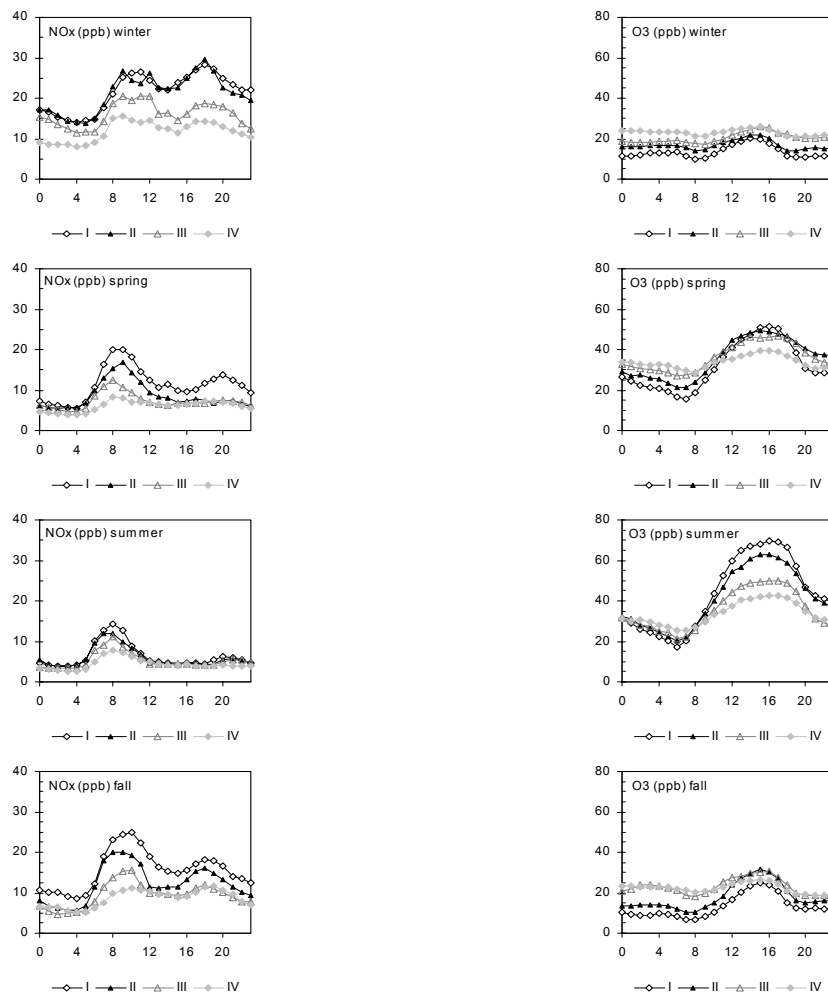 NOx (ppb) winter
40
30
20
10
0
0 4 8 12 16 20
I II III IV
O3 (ppb) winter
80
60
40
20
0
0 4 8 12 16 20
I II III IV
NOx (ppb) spring
40
30
20
10
0
0 4 8 12 16 20
I II III IV
O3 (ppb) spring
80
60
40
20
0
0 4 8 12 16 20
I II III IV
NOx (ppb) summer
40
30
20
10
0
0 4 8 12 16 20
I II III IV
O3 (ppb) summer
80
60
40
20
0
0 4 8 12 16 20
I II III IV
NOx (ppb) fall
40
30
20
10
0
0 4 8 12 16 20
I II III IV
O3 (ppb) fall
80
60
40
20
0
0 4 8 12 16 20
I II III IV